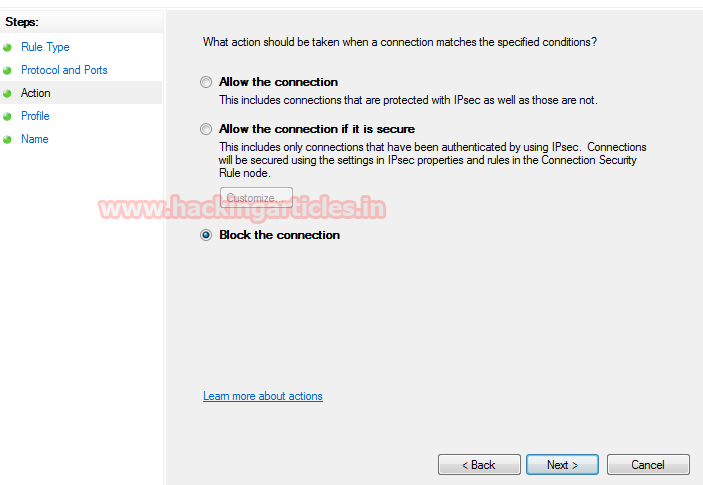 Steps:
Rule Type
Protocol and Ports
Action
Profile
Name
What action should be taken when a connection matches the specified conditions?
Allow the connection
This includes connections that are protected with IPsec as well as those are not.
Allow the connection if it is secure
This includes only connections that have been authenticated by using IPsec. Connections
will be secured using the settings in IPsec properties and rules in the Connection Security
Rule node.
Customize...
www.hackingarticles.in
Block the connection
Learn more about actions
< Back
Next >
Cancel